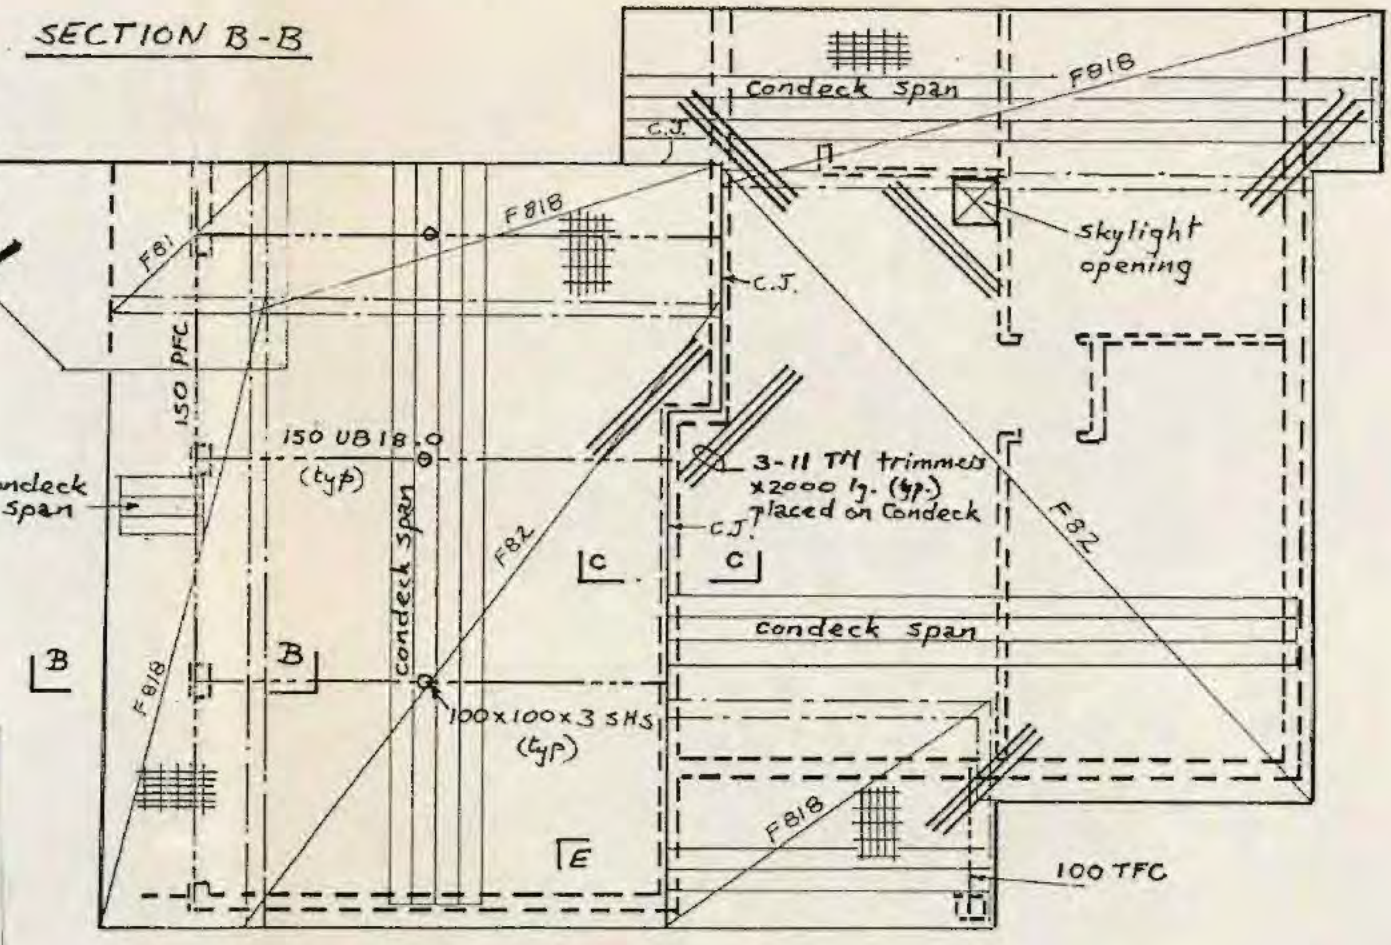 SECTION B-B
condeck span
F818
C.J.
F81
F818
skylight
opening
C.J.
150 PFC
150 UB 18.0
(typ)
3-11 TM trimmers
x2000 lg. (typ.)
placed on Condeck
ondeck
span
condeck span
F82
C.J.
F82
C
C
condeck span
B
B
F818
100x100x3 SHS
(typ)
F818
E
100 TFC